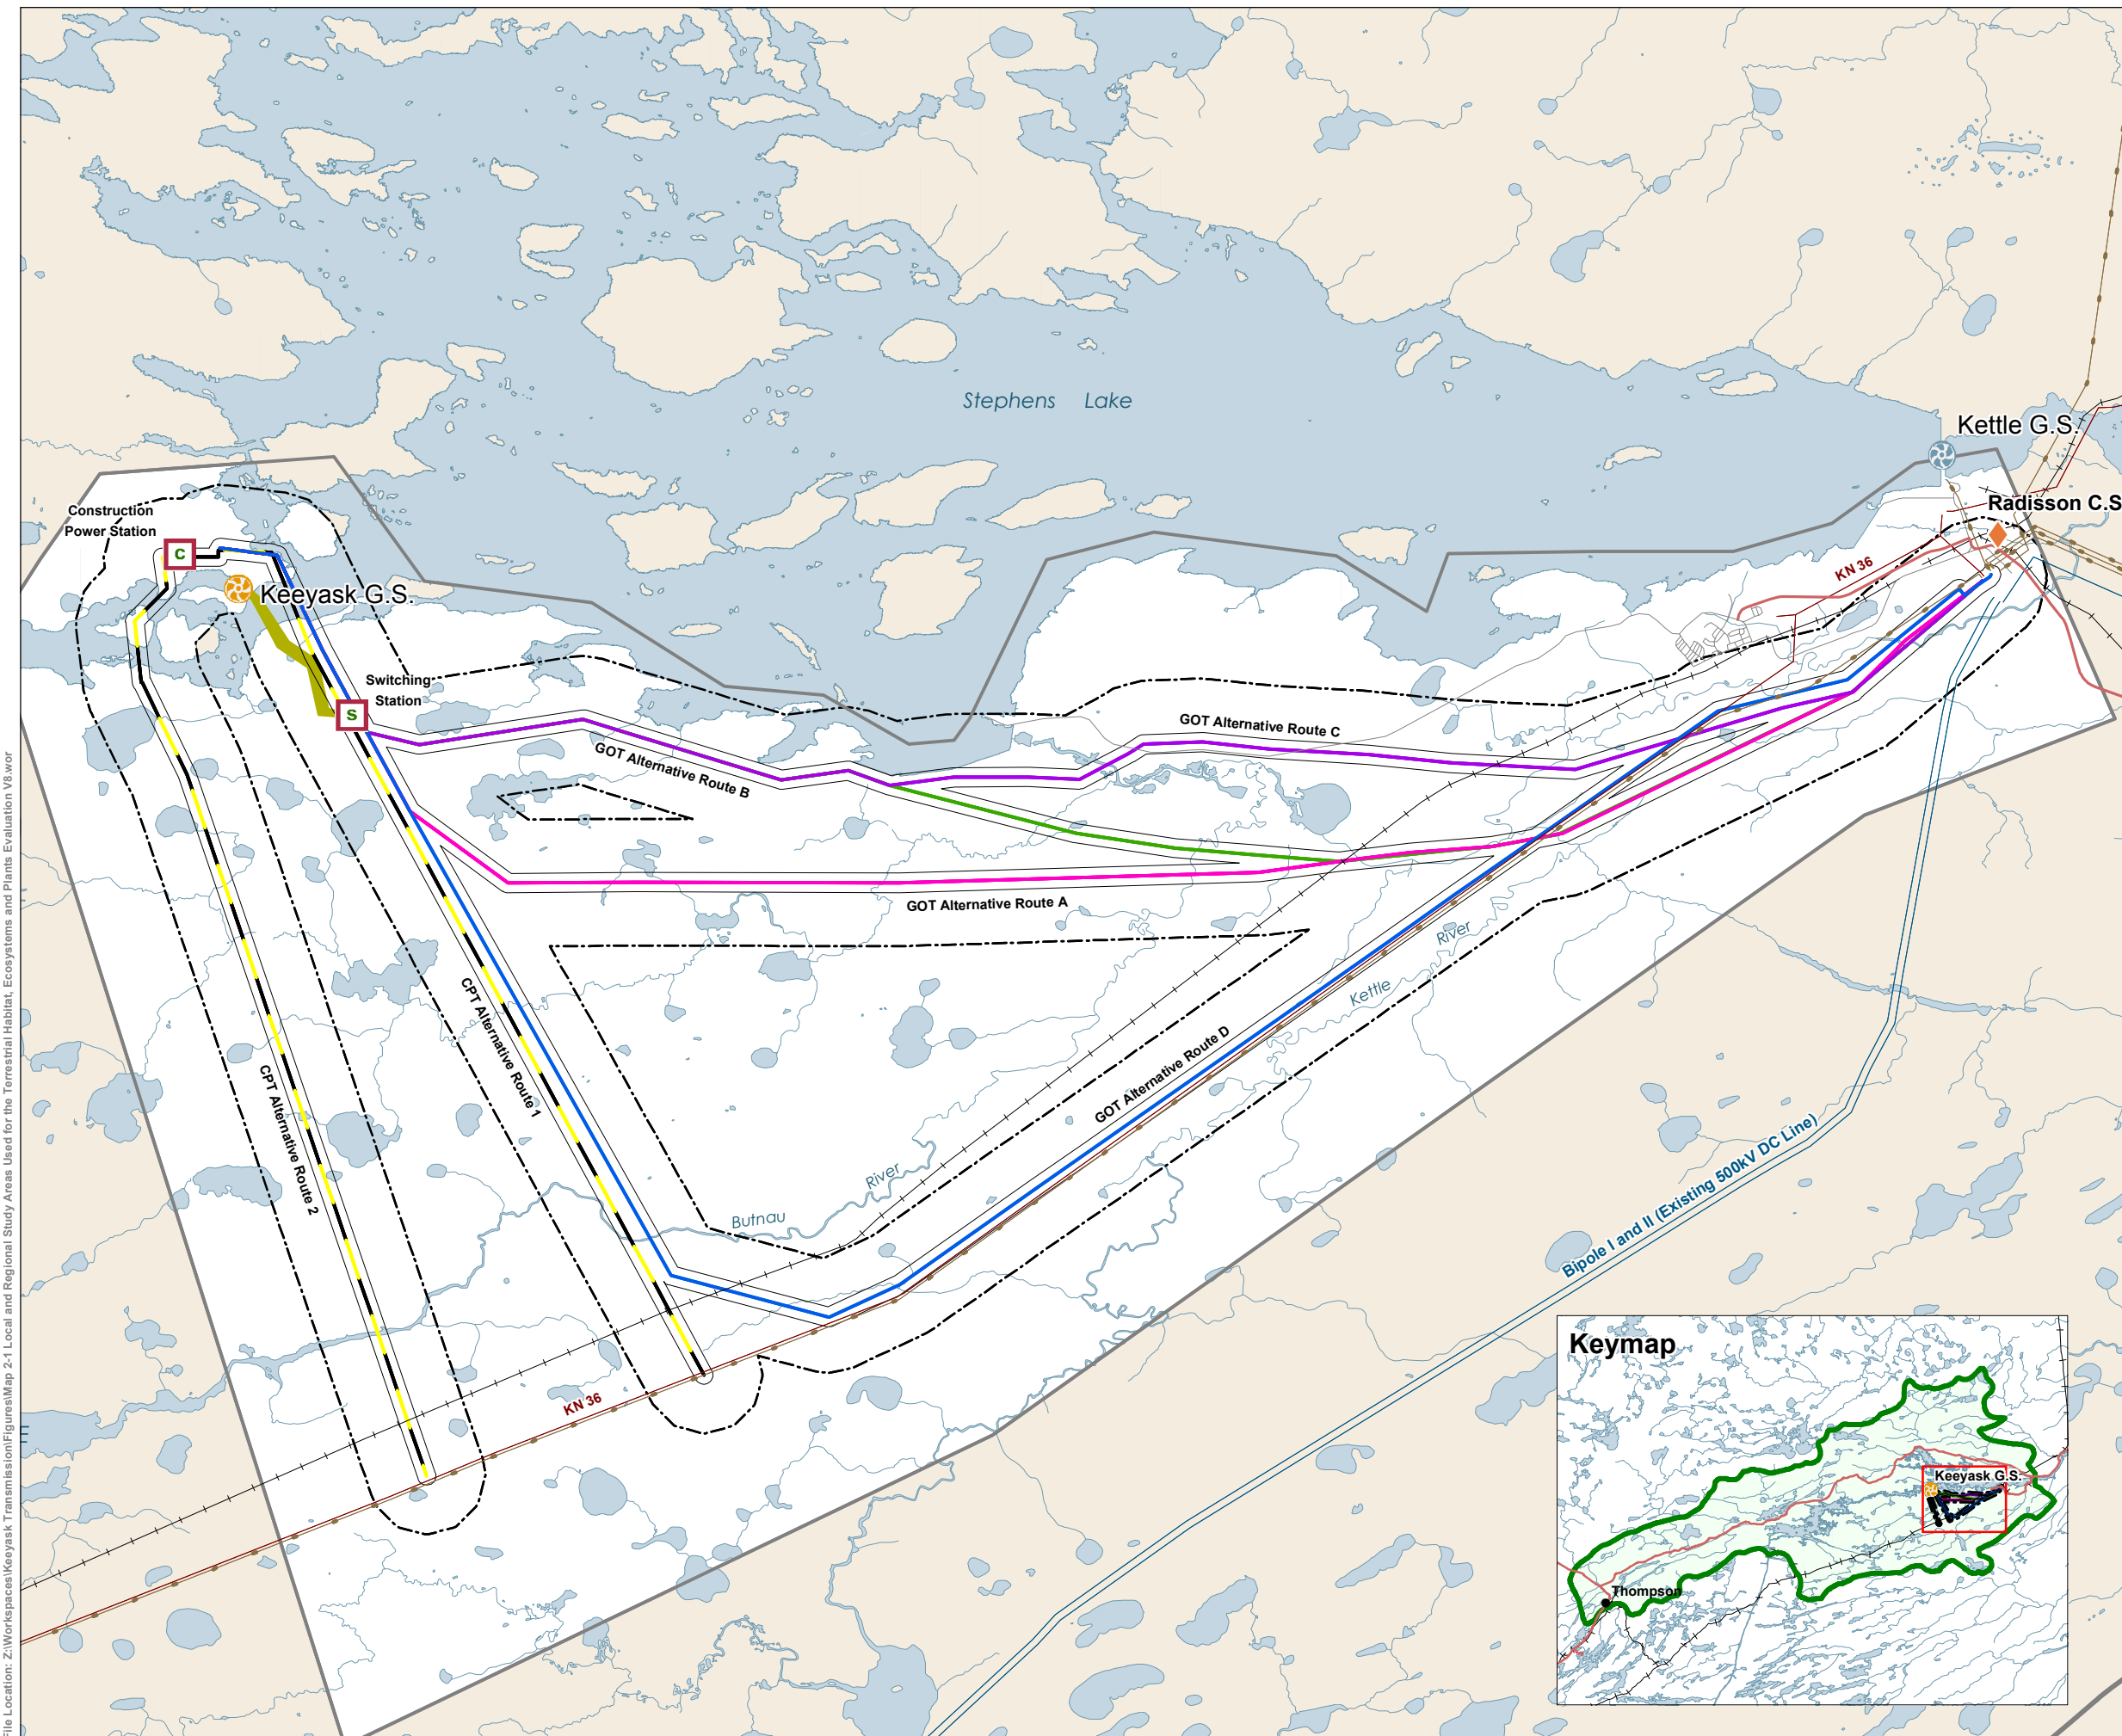 Stephens Lake
Kettle G.S.
Radisson C.S
Construction
Power Station
C
KN 36
Keeyask G.S.
Switching
Station
S
GOT Alternative Route C
GOT Alternative Route B
GOT Alternative Route A
River
Kettle
CPT Alternative Route 1
GOT Alternative Route D
CPT Alternative Route 2
River
Butnau
Bipole I and II (Existing 500kV DC Line)
KN 36
Keymap
Keeyask G.S.
Thompson
File Location: Z:\Workspaces\Keeyask Transmission\Figures\Map 2-1 Local and Regional Study Areas Used for the Terrestrial Habitat, Ecosystems and Plants Evaluation V8.wor